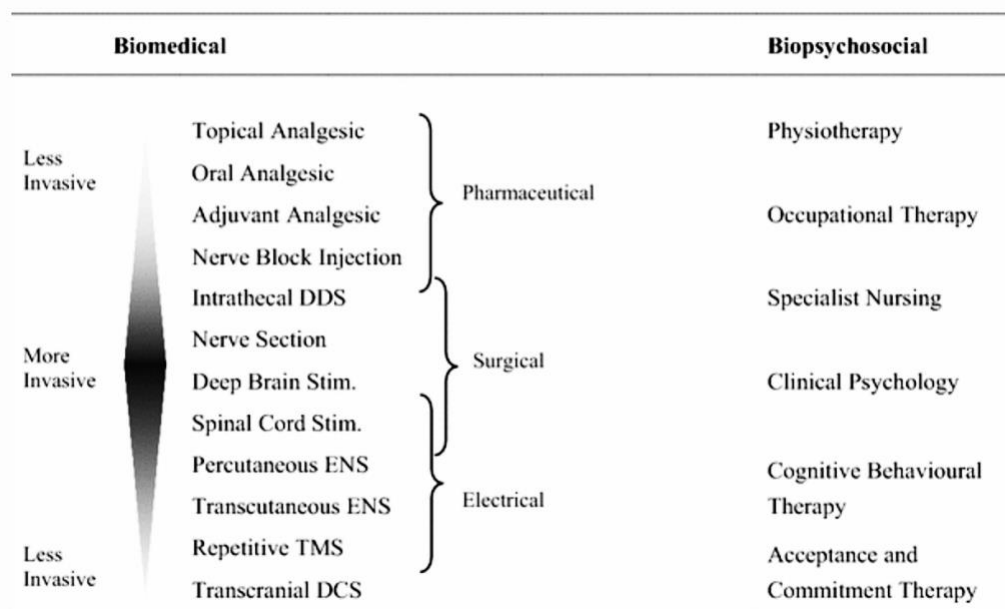 Biomedical
Biopsychosocial
Less
Invasive
More
Invasive
Less
Invasive
Topical Analgesic
Oral Analgesic
Adjuvant Analgesic
Nerve Block Injection
Intrathecal DDS
Nerve Section
Deep Brain Stim.
Spinal Cord Stim.
Percutaneous ENS
Transcutaneous ENS
Repetitive TMS
Transcranial DCS
Pharmaceutical
Surgical
Electrical
Physiotherapy
Occupational Therapy
Specialist Nursing
Clinical Psychology
Cognitive Behavioural
Therapy
Acceptance and
Commitment Therapy